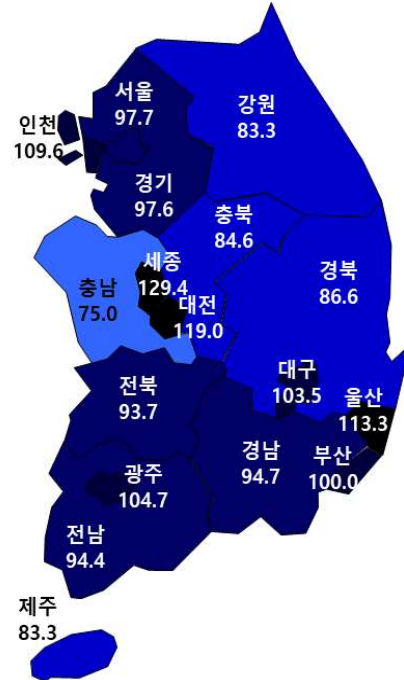 서울
97.7
강원
83.3
인천
109.6
경기
97.6
충북
84.6
세종
129.4
경북
86.6
충남
75.0
대전
119.0
대구
103.5
전북
93.7
울산
113.3
경남
94.7
부산
100.0
광주
104.7
전남
94.4
제주
83.3